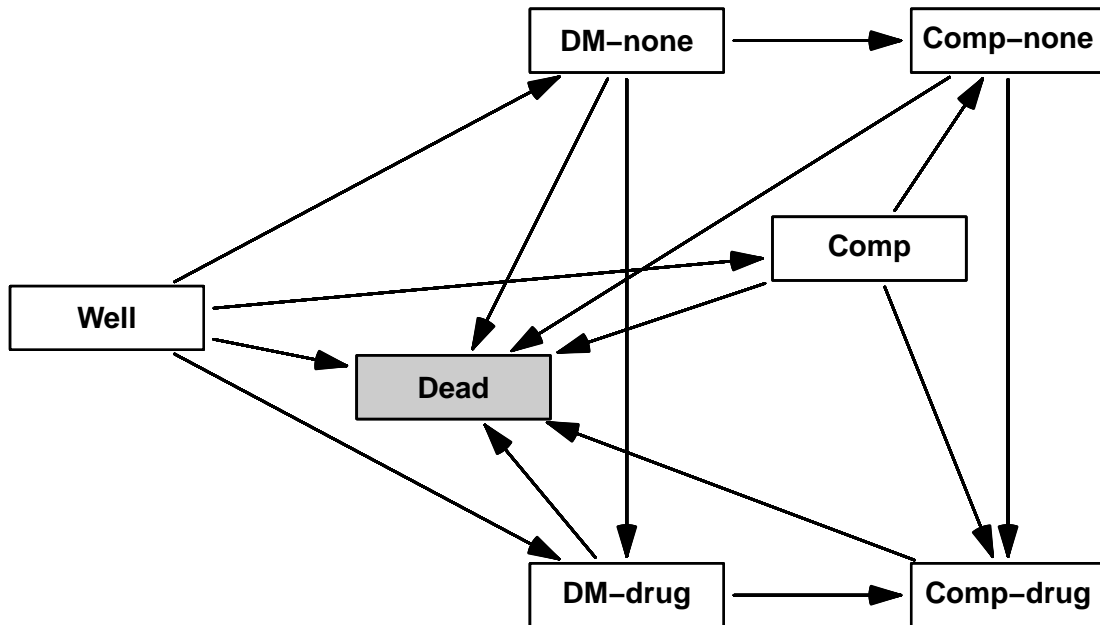 DM−none
Comp−none
Comp
Well
Dead
DM−drug
Comp−drug